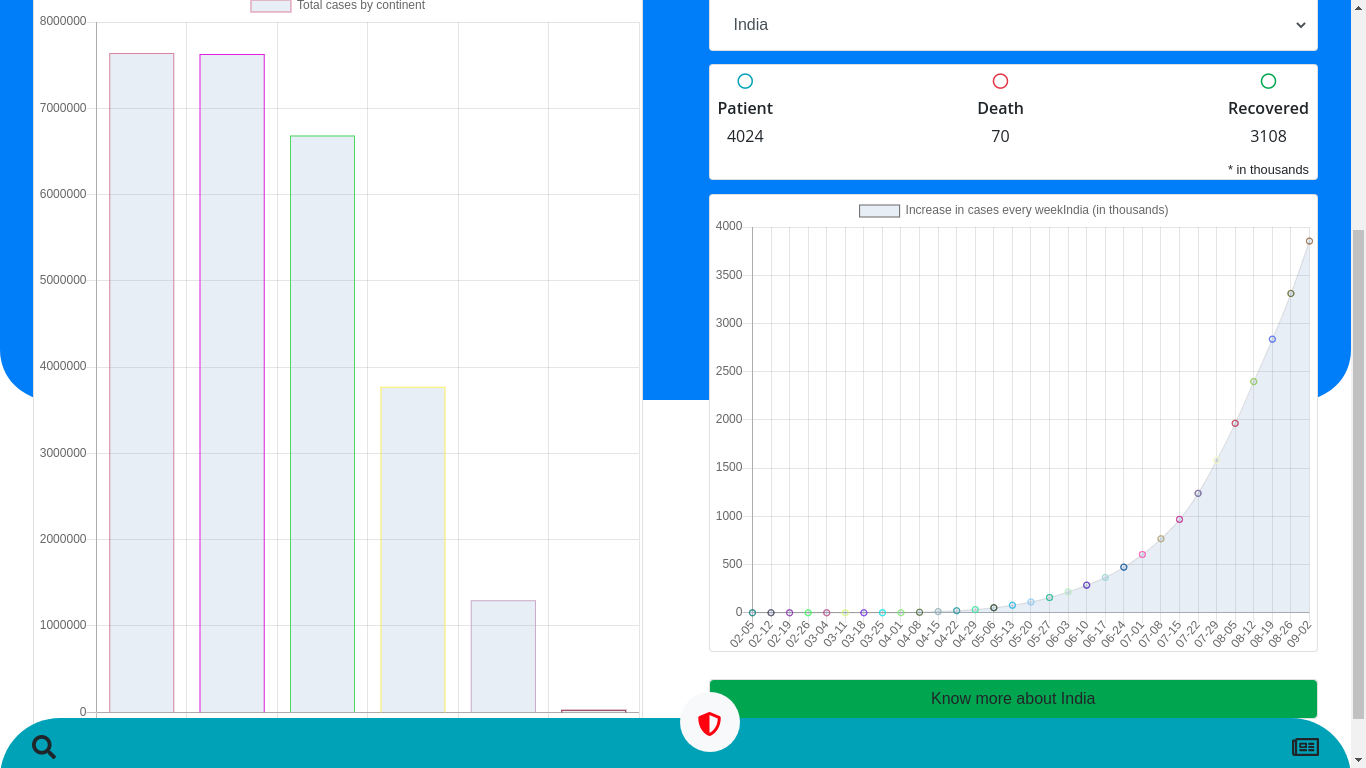 Total cases by continent
8000000
7000000
6000000
5000000
4000000
3000000
2000000
1000000
0
India
Patient Death Recovered
4024 70 3108
* in thousands
Increase in cases every weekIndia (in thousands)
4000
3500
3000
2500
2000
1500
1000
500
0
02-05 02-12 02-19 02-26 03-04 03-11 03-18 03-25 04-01 04-08 04-15 04-22 04-29 05-06 05-13 05-20 05-27 06-03 06-10 06-17 06-24 07-01 07-08 07-15 07-22 07-29 08-05 08-12 08-19 08-26 09-02
Know more about India